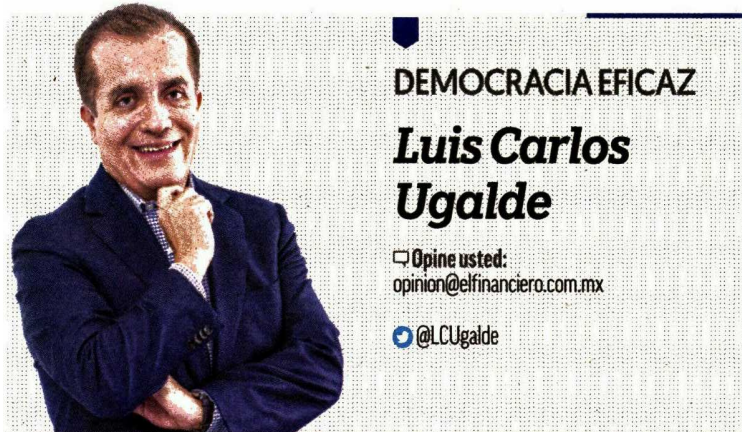 DEMOCRACIA EFICAZ
Luis Carlos
Ugalde
Opine usted:
opinion@elfinanciero.com.mx
@LCUgalde